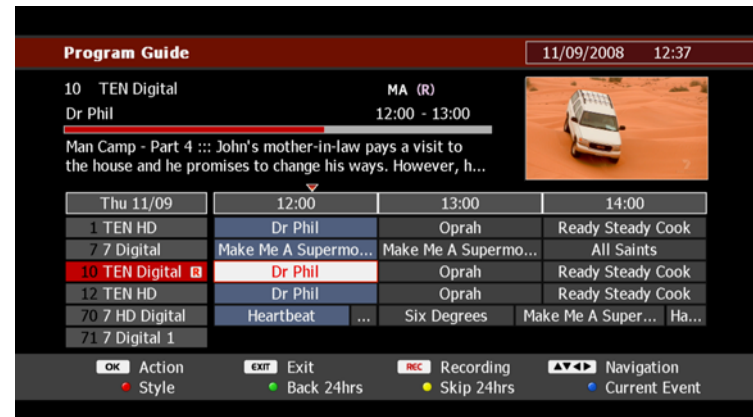 Program Guide 11/09/2008 12:37
10 TEN Digital MA (R)
Dr Phil 12:00 - 13:00
Man Camp - Part 4 ::: John's mother-in-law pays a visit to
the house and he promises to change his ways. However, h...
Thu 11/09 12:00 13:00 14:00
1 TEN HD Dr Phil Oprah Ready Steady Cook
7 7 Digital Make Me A Supermo... Make Me A Supermo... All Saints
10 TEN Digital R Dr Phil Oprah Ready Steady Cook
12 TEN HD Dr Phil Oprah Ready Steady Cook
70 7 HD Digital Heartbeat ... Six Degrees Make Me A Super... Ha...
71 7 Digital 1
OK Action EXIT Exit REC Recording Navigation
Style Back 24hrs Skip 24hrs Current Event